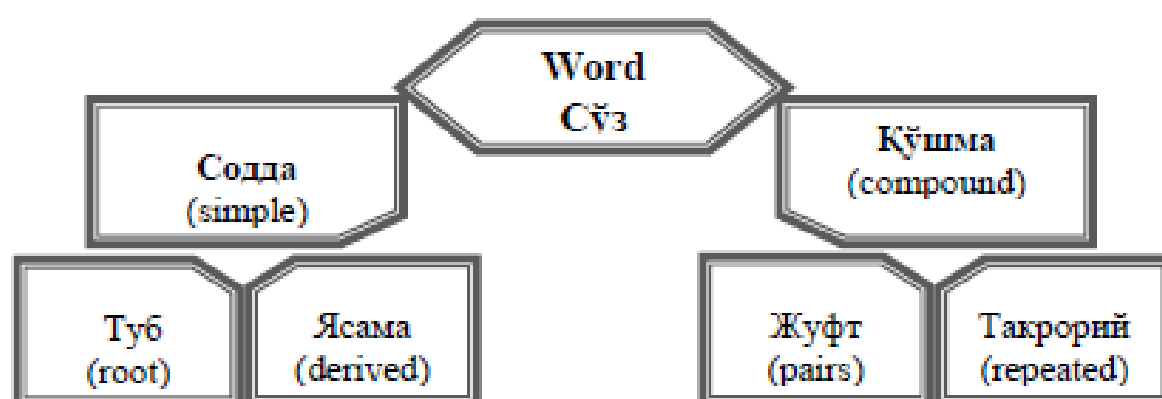 Word
Сўз
Содда
(simple)
Қўшма
(compound)
Туб
(root)
Ясама
(derived)
Жуфт
(pairs)
Такрорий
(repeated)